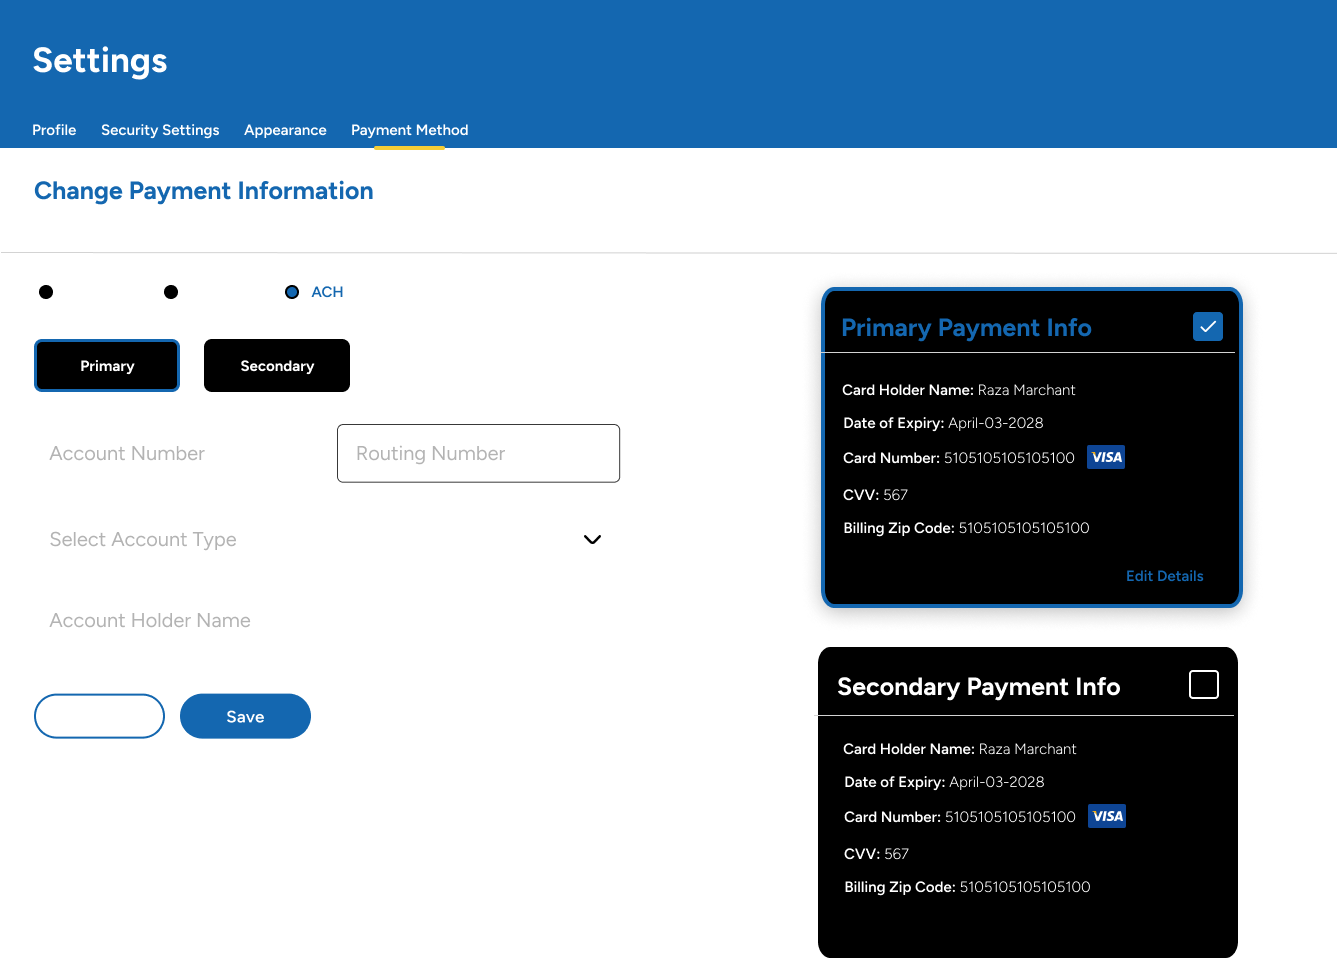 Settings
Profile
Security Settings
Appearance
Payment Method
Change Payment Information
ACH
Primary
Secondary
Account Number
Routing Number
Select Account Type
Account Holder Name
Save
Primary Payment Info
Card Holder Name: Raza Marchant
Date of Expiry: April-03-2028
Card Number: 5105105105105100 VISA
CVV: 567
Billing Zip Code: 5105105105105100
Edit Details
Secondary Payment Info
Card Holder Name: Raza Marchant
Date of Expiry: April-03-2028
Card Number: 5105105105105100 VISA
CVV: 567
Billing Zip Code: 5105105105105100